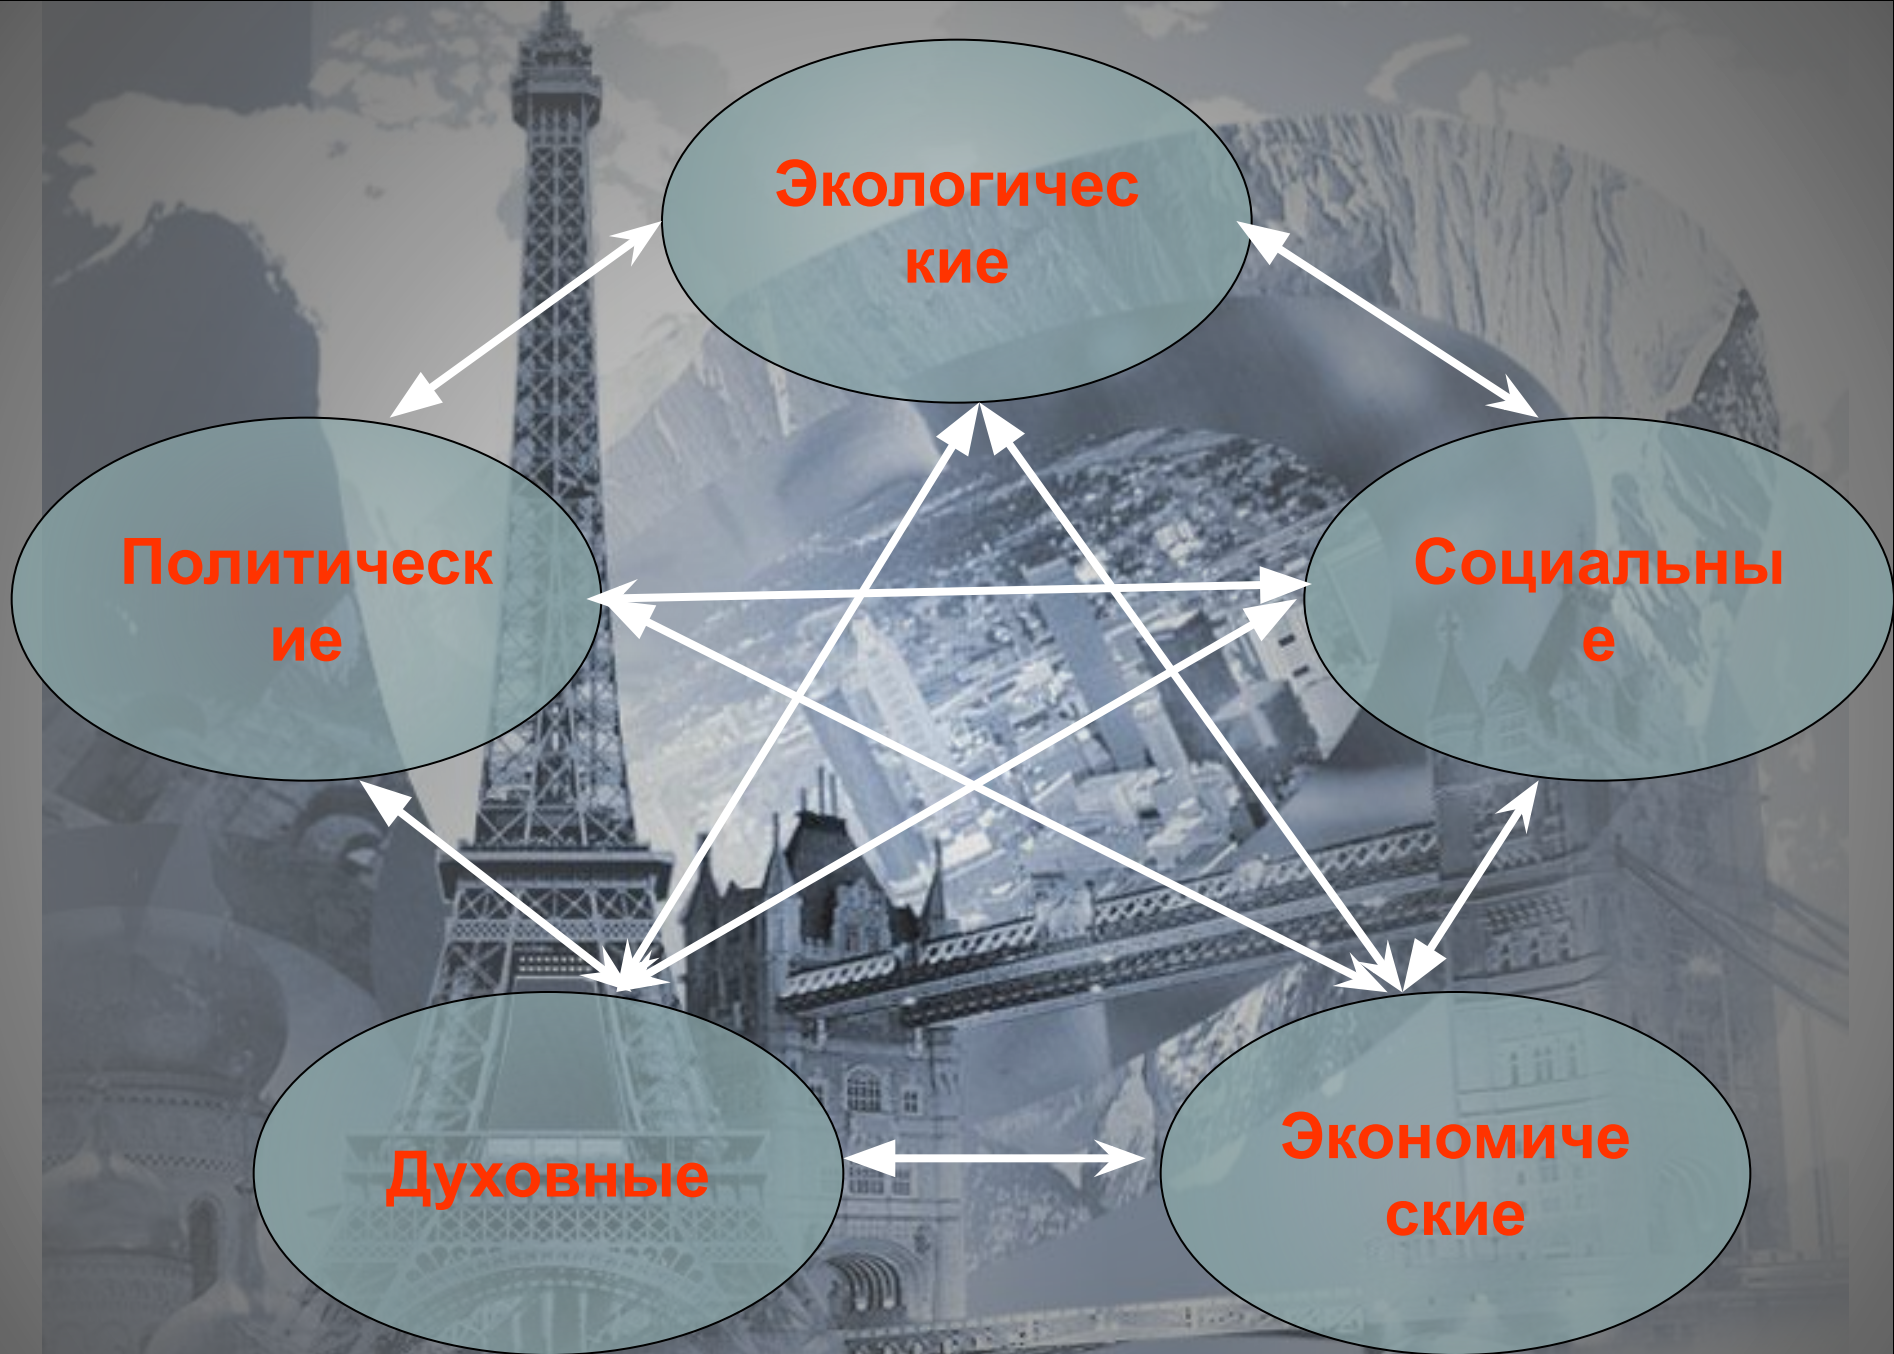 Экологичес
кие
Политическ
ие
Социальны
е
Духовные
Экономиче
ские